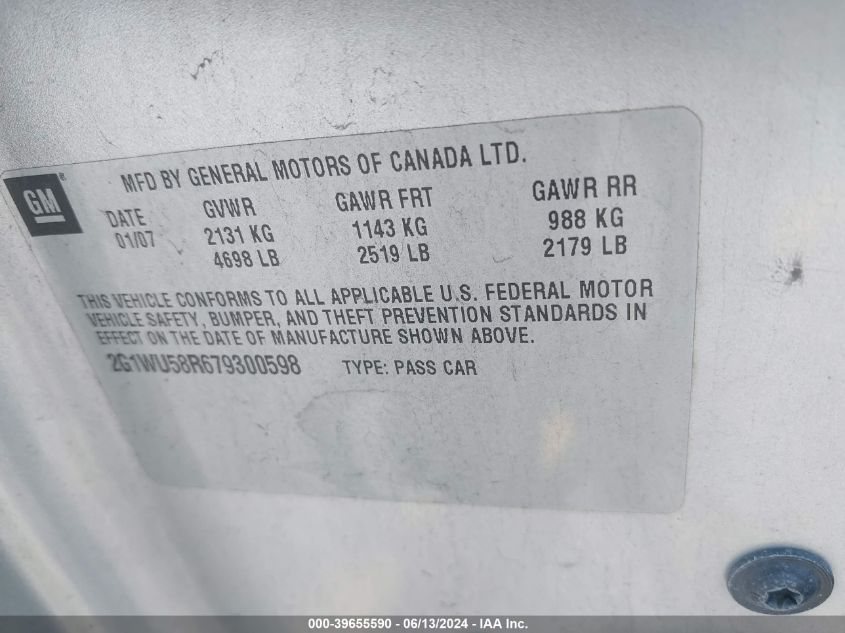 MFD BY GENERAL MOTORS OF CANADA LTD.
GM®
DATE GVWR GAWR FRT GAWR RR
01/07 2131 KG 1143 KG 988 KG
4698 LB 2519 LB 2179 LB
THIS VEHICLE CONFORMS TO ALL APPLICABLE U.S. FEDERAL MOTOR
VEHICLE SAFETY, BUMPER, AND THEFT PREVENTION STANDARDS IN
EFFECT ON THE DATE OF MANUFACTURE SHOWN ABOVE.
2G1WU58R679300598 TYPE: PASS CAR
000-39655590 - 06/13/2024 - IAA Inc.